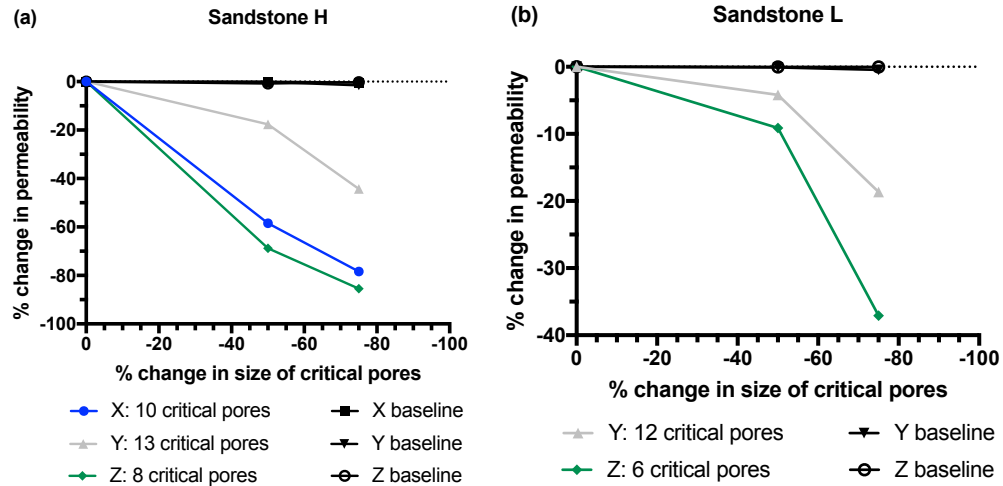 (a)
Sandstone H
0
-20
-40
-60
-80
-100
% change in permeability
0 -20 -40 -60 -80 -100
% change in size of critical pores
X: 10 critical pores
Y: 13 critical pores
Z: 8 critical pores
X baseline
Y baseline
Z baseline
(b)
Sandstone L
0
-10
-20
-30
-40
% change in permeability
0 -20 -40 -60 -80 -100
% change in size of critical pores
Y: 12 critical pores
Z: 6 critical pores
Y baseline
Z baseline